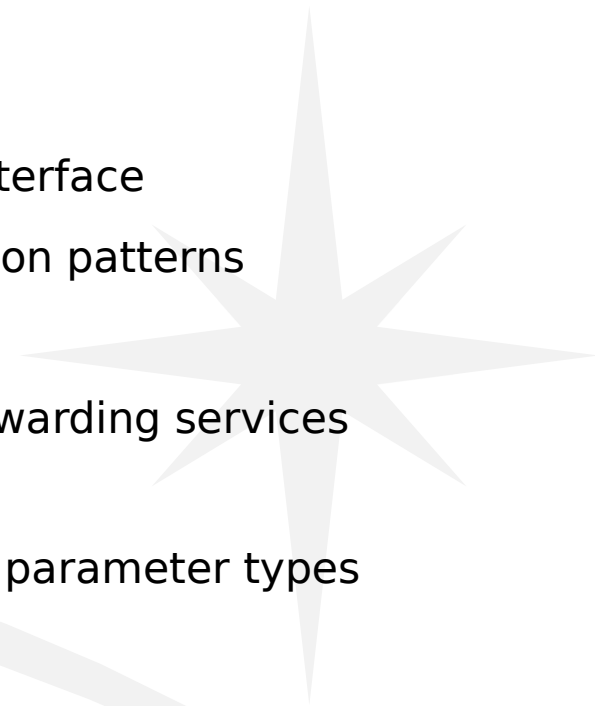 terface
on patterns
warding services
parameter types